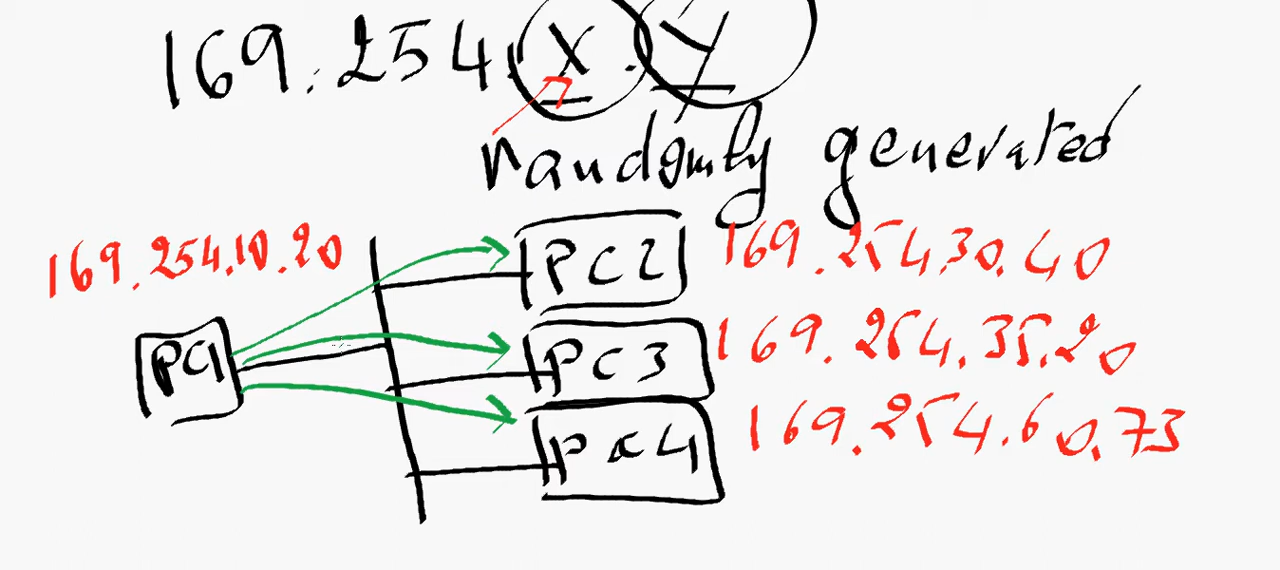 169.254.X.Y
randomly generated
169.254.10.20
PC2 169.254.30.40
PC1
PC3 169.254.35.20
PC4 169.254.60.73